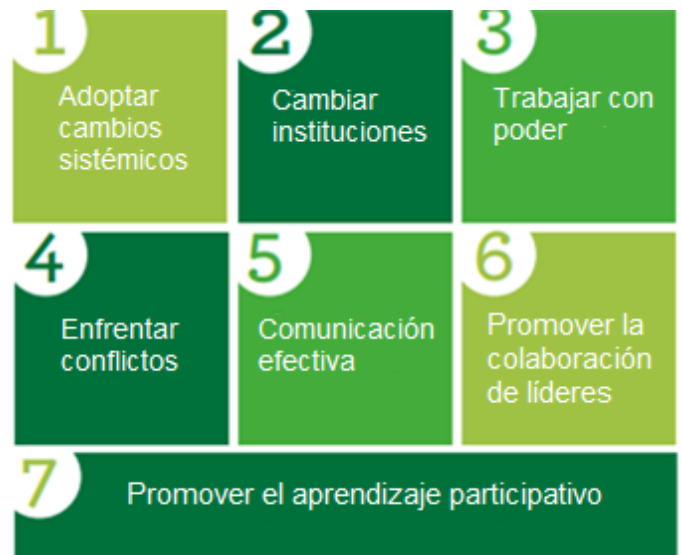 1
Adoptar
cambios
sistémicos
2
Cambiar
instituciones
3
Trabajar con
poder
4
Enfrentar
conflictos
5
Comunicación
efectiva
6
Promover la
colaboración
de líderes
7
Promover el aprendizaje participativo